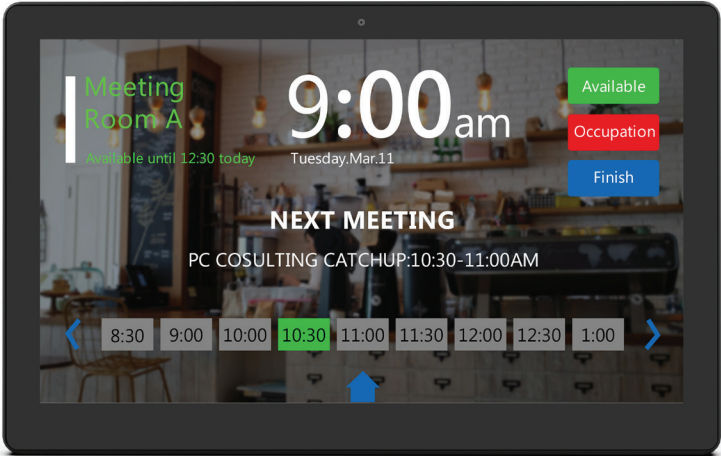 Meeting
Room A
Available until 12:30 today
9:00am
Tuesday.Mar.11
Available
Occupation
Finish
NEXT MEETING
PC COSULTING CATCHUP:10:30-11:00AM
8:30 9:00 10:00 10:30 11:00 11:30 12:00 12:30 1:00